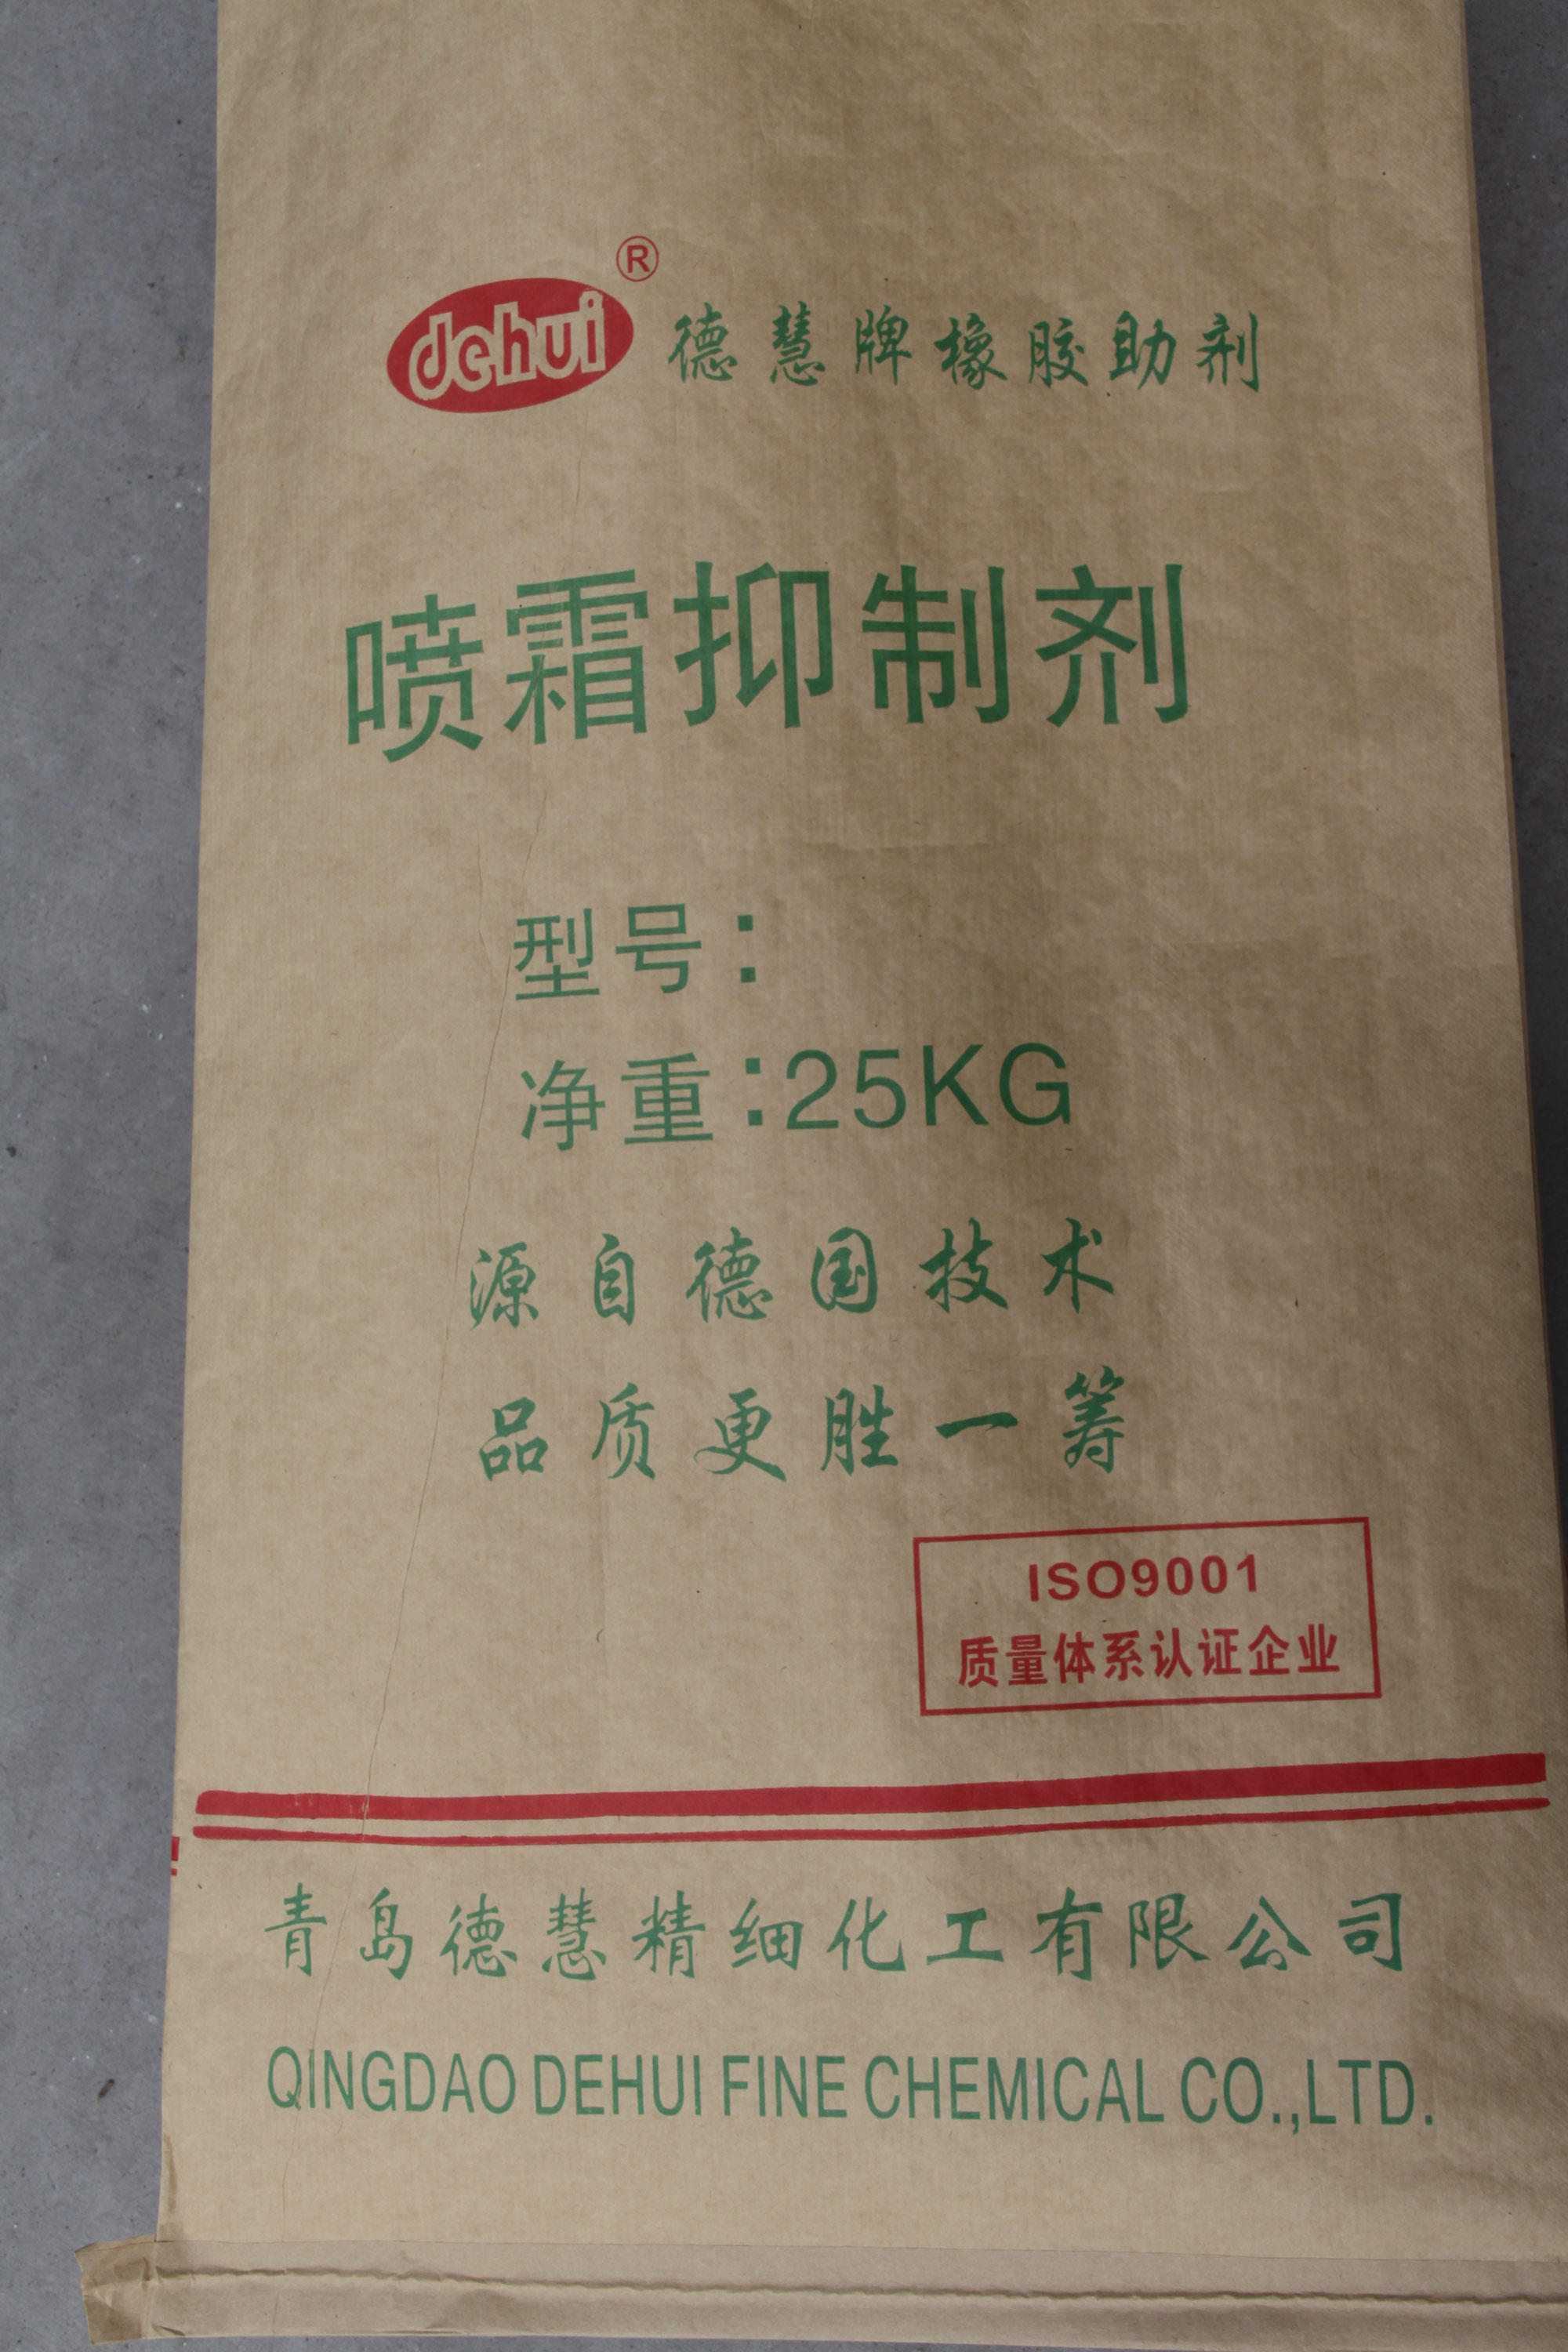 dehui® 德慧牌橡胶助剂
喷霜抑制剂
型号:
净重:25KG
源自德国技术
品质更胜一筹
ISO9001
质量体系认证企业
青岛德慧精细化工有限公司
QINGDAO DEHUI FINE CHEMICAL CO.,LTD.